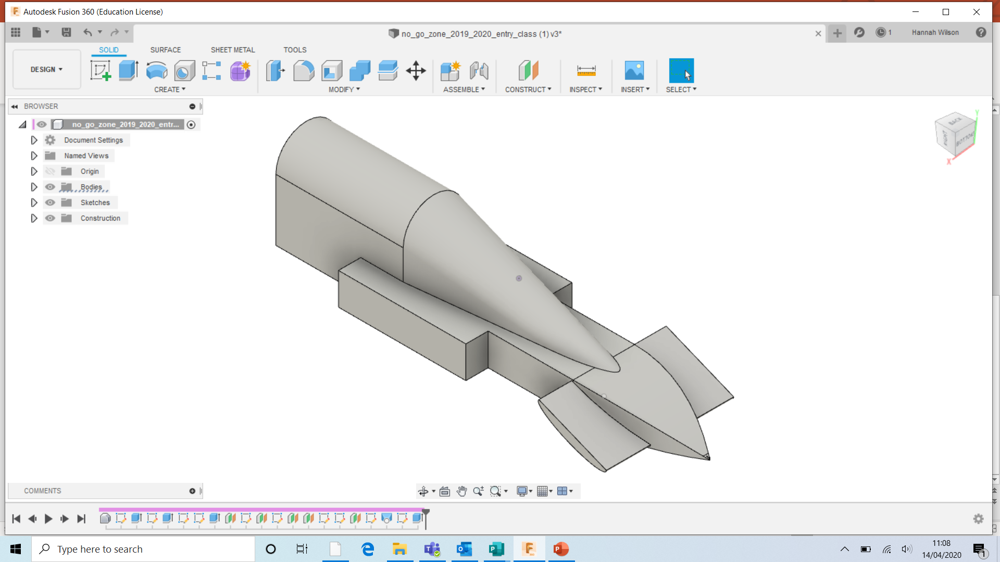 Autodesk Fusion 360 (Education License)
no_go_zone_2019_2020_entry_class (1) v3*
1
Hannah Wilson
SOLID
SURFACE
SHEET METAL
TOOLS
DESIGN
CREATE
MODIFY
ASSEMBLE
CONSTRUCT
INSPECT
INSERT
SELECT
BROWSER
no_go_zone_2019_2020_entr...
Document Settings
Named Views
Origin
Bodies
Sketches
Construction
BACK
RIGHT
BOTTOM
Y
X
COMMENTS
Type here to search
11:08
14/04/2020
1